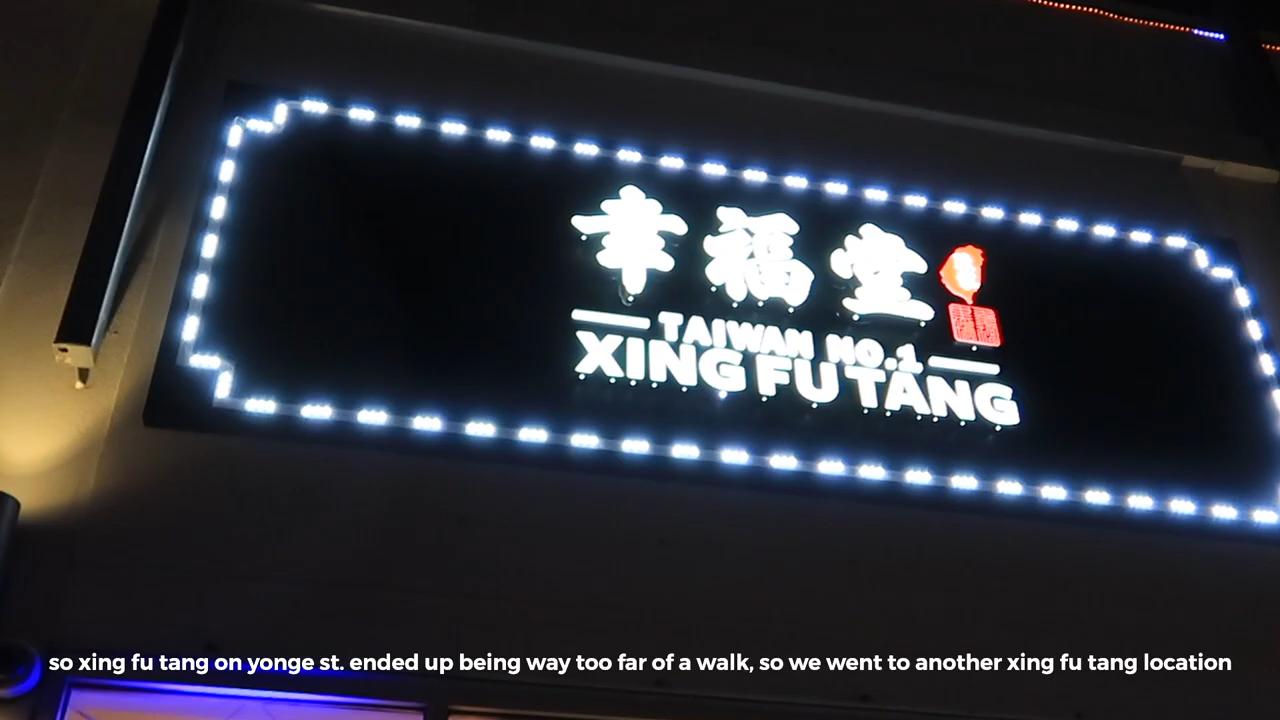 幸福堂
TAIWAN NO.1
XING FU TANG
so xing fu tang on yonge st. ended up being way too far of a walk, so we went to another xing fu tang location